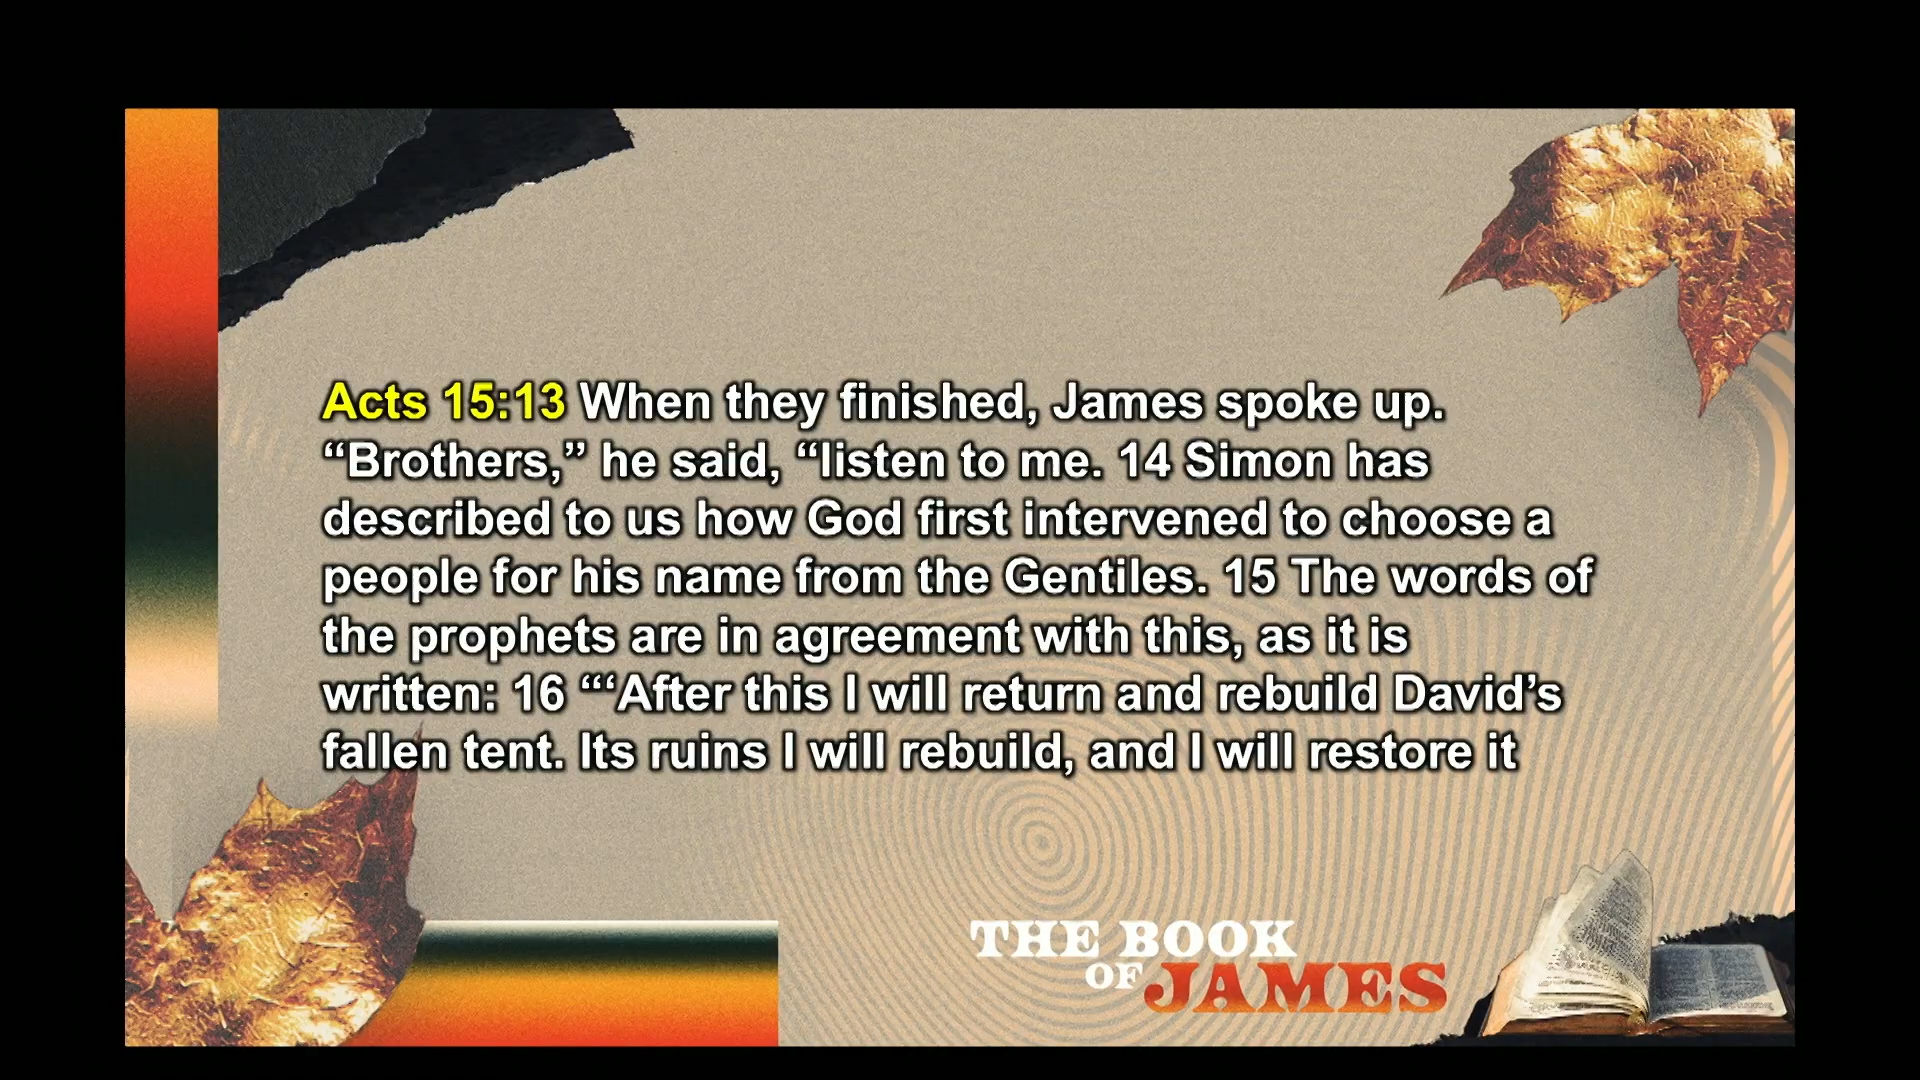 Acts 15:13 When they finished, James spoke up.
“Brothers,” he said, “listen to me. 14 Simon has
described to us how God first intervened to choose a
people for his name from the Gentiles. 15 The words of
the prophets are in agreement with this, as it is
written: 16 “‘After this I will return and rebuild David’s
fallen tent. Its ruins I will rebuild, and I will restore it
THE BOOK
OF JAMES